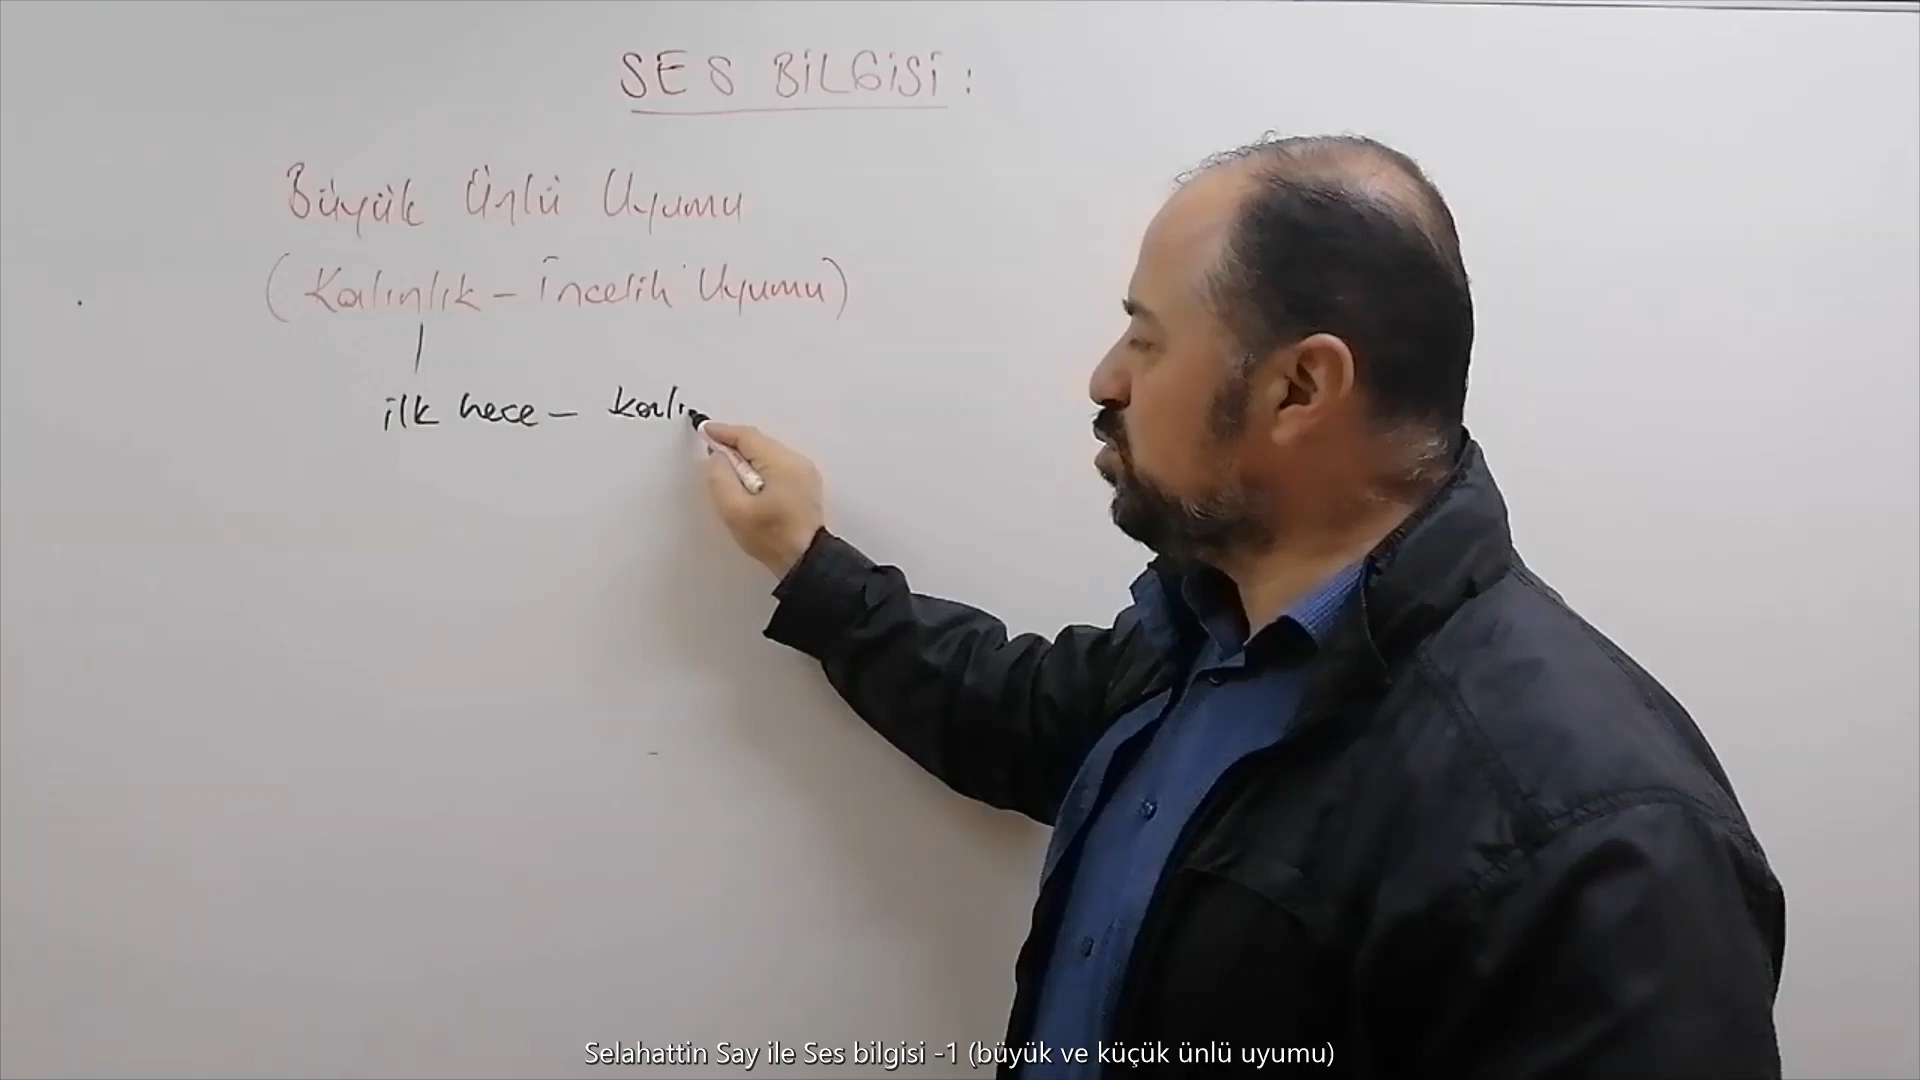 SES BİLGİSİ:
Büyük Ünlü Uyumu
(Kalınlık - İncelik Uyumu)
ilk hece - kalı
Selahattin Say ile Ses bilgisi -1 (büyük ve küçük ünlü uyumu)